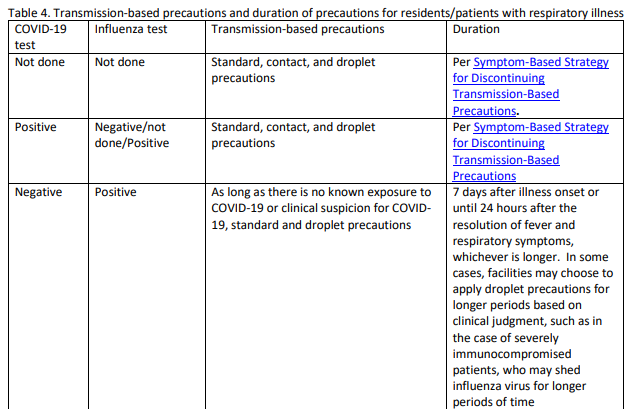 Table 4. Transmission-based precautions and duration of precautions for residents/patients with respiratory illness
COVID-19 test
Influenza test
Transmission-based precautions
Duration
Not done
Not done
Standard, contact, and droplet
precautions
Per Symptom-Based Strategy
for Discontinuing
Transmission-Based
Precautions.
Positive
Negative/not
done/Positive
Standard, contact, and droplet
precautions
Per Symptom-Based Strategy
for Discontinuing
Transmission-Based
Precautions
Negative
Positive
As long as there is no known exposure to
COVID-19 or clinical suspicion for COVID-
19, standard and droplet precautions
7 days after illness onset or
until 24 hours after the
resolution of fever and
respiratory symptoms,
whichever is longer.  In some
cases, facilities may choose to
apply droplet precautions for
longer periods based on
clinical judgment, such as in
the case of severely
immunocompromised
patients, who may shed
influenza virus for longer
periods of time